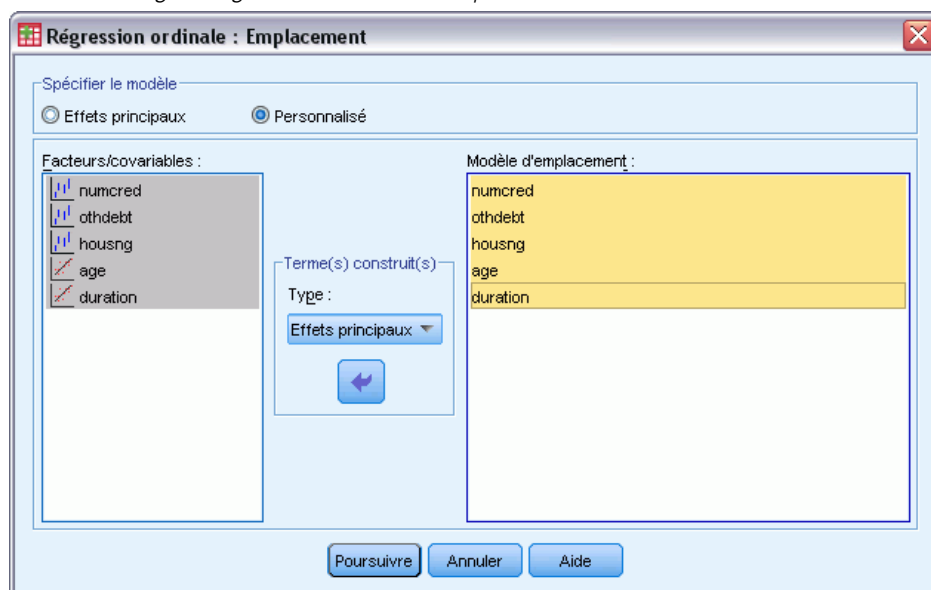 Régression ordinale : Emplacement
Spécifier le modèle
Effets principaux
Personnalisé
Facteurs/covariables :
numcred
othdebt
housng
age
duration
Terme(s) construit(s)
Type :
Effets principaux
Modèle d'emplacement :
numcred
othdebt
housng
age
duration
Poursuivre
Annuler
Aide